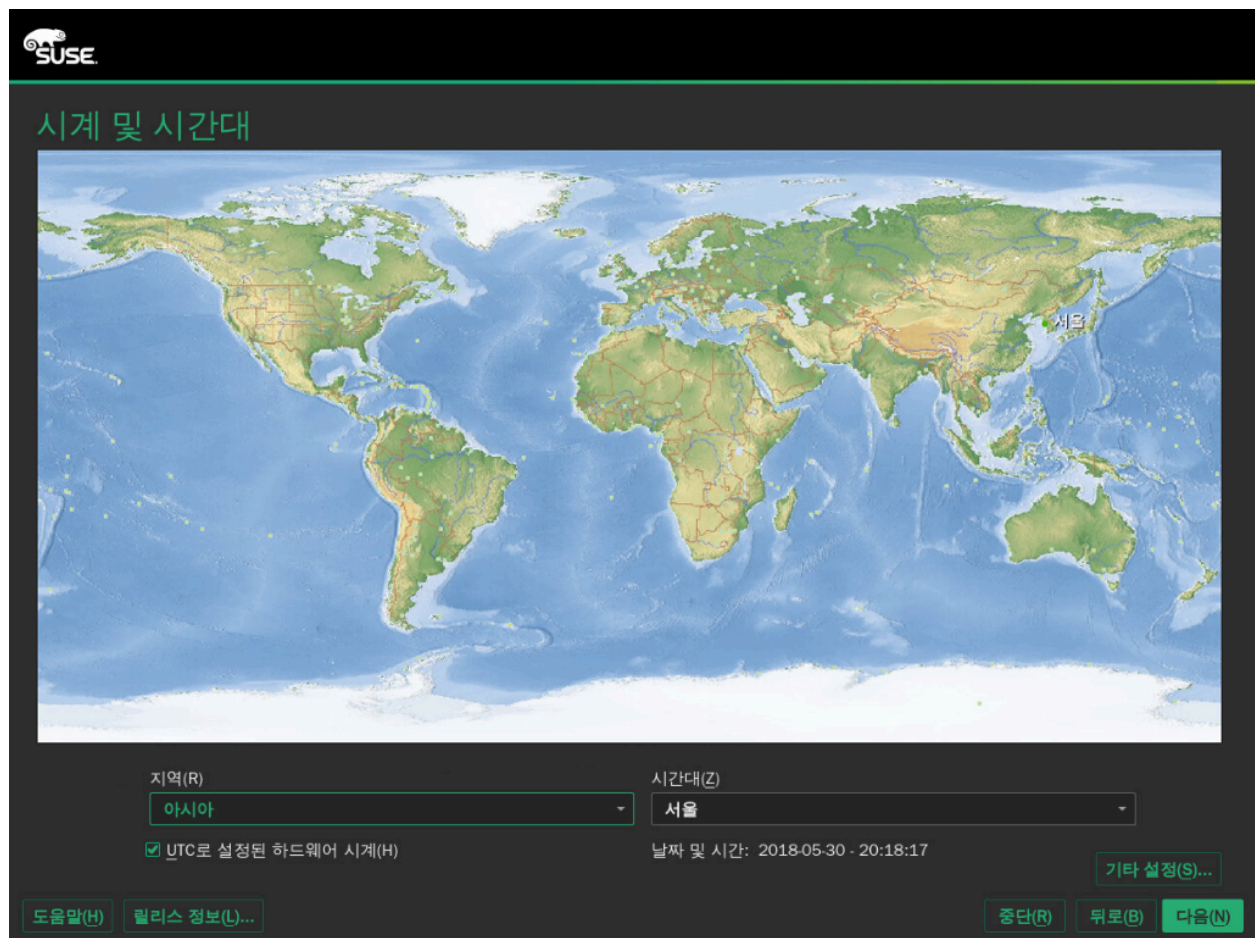 SUSE.
시계 및 시간대
서울
지역(R)
시간대(Z)
아시아
서울
UTC로 설정된 하드웨어 시계(H)
날짜 및 시간: 2018-05-30 - 20:18:17
기타 설정(S)...
도움말(H) 릴리스 정보(L)... 중단(R) 뒤로(B) 다음(N)